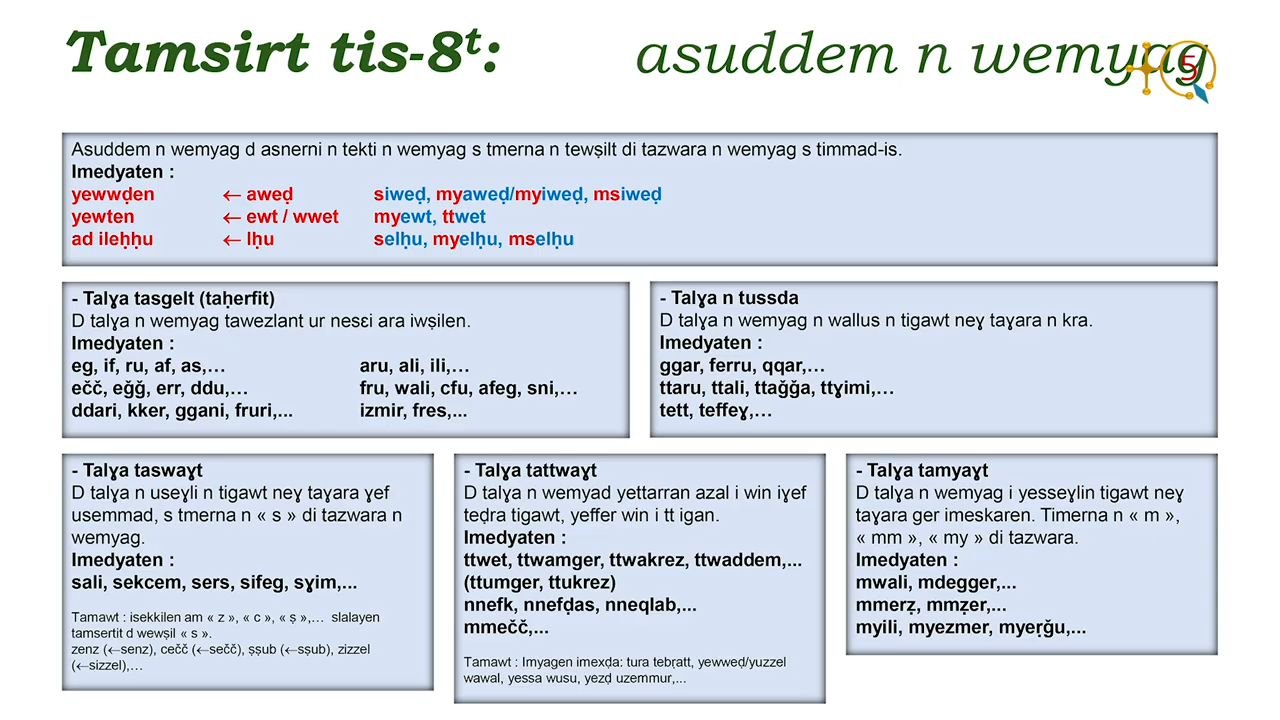 Tamsirt tis-8ᵗ: asuddem n wemyag
5
Asuddem n wemyag d asnerni n tekti n wemyag s tmerna n tewṣilt di tazwara n wemyag s timmad-is.
Imedyaten :
yewwḍen ← aweḍ siweḍ, myaweḍ/myiweḍ, msiweḍ
yewten ← ewt / wwet myewt, ttwet
ad ileḥḥu ← lḥu selḥu, myelḥu, mselḥu
- Talɣa tasgelt (taḥerfit)
D talɣa n wemyag tawezlant ur nesɛi ara iwṣilen.
Imedyaten :
eg, if, ru, af, as,… aru, ali, ili,…
ečč, eǧǧ, err, ddu,… fru, wali, cfu, afeg, sni,…
ddari, kker, ggani, fruri,... izmir, fres,...
- Talɣa n tussda
D talɣa n wemyag n wallus n tigawt neɣ taɣara n kra.
Imedyaten :
ggar, ferru, qqar,…
ttaru, ttali, ttaǧǧa, ttɣimi,…
tett, teffeɣ,…
- Talɣa taswaɣt
D talɣa n useɣli n tigawt neɣ taɣara ɣef
usemmad, s tmerna n « s » di tazwara n
wemyag.
Imedyaten :
sali, sekcem, sers, sifeg, sɣim,...
Tamawt : isekkilen am « z », « c », « ṣ »,… slalayen
tamsertit d wewṣil « s ».
zenz (←senz), cečč (←sečč), ṣṣub (←sṣub), zizzel
(←sizzel),…
- Talɣa tattwaɣt
D talɣa n wemyad yettarran azal i win iɣef
teḍra tigawt, yeffer win i tt igan.
Imedyaten :
ttwet, ttwamger, ttwakrez, ttwaddem,...
(ttumger, ttukrez)
nnefk, nnefḍas, nneqlab,...
mmečč,...
Tamawt : Imyagen imexḍa: tura tebṛatt, yewweḍ/yuzzel
wawal, yessa wusu, yezḍ uzemmur,...
- Talɣa tamyaɣt
D talɣa n wemyag i yesseɣlin tigawt neɣ
taɣara ger imeskaren. Timerna n « m »,
« mm », « my » di tazwara.
Imedyaten :
mwali, mdegger,...
mmerẓ, mmẓer,...
myili, myezmer, myeṛǧu,...